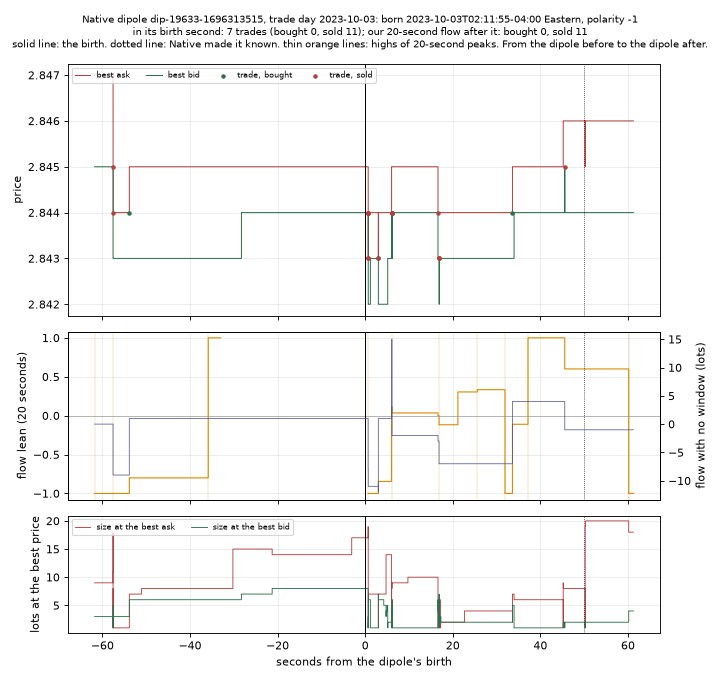 Native dipole dip-19633-1696313515, trade day 2023-10-03: born 2023-10-03T02:11:55-04:00 Eastern, polarity -1
in its birth second: 7 trades (bought 0, sold 11); our 20-second flow after it: bought 0, sold 11
solid line: the birth. dotted line: Native made it known. thin orange lines: highs of 20-second peaks. From the dipole before to the dipole after.
best ask
best bid
trade, bought
trade, sold
2.847
2.846
2.845
2.844
2.843
2.842
price
1.0
0.5
0.0
−0.5
−1.0
flow lean (20 seconds)
15
10
5
0
−5
−10
flow with no window (lots)
size at the best ask
size at the best bid
20
15
10
5
lots at the best price
−60
−40
−20
0
20
40
60
seconds from the dipole's birth